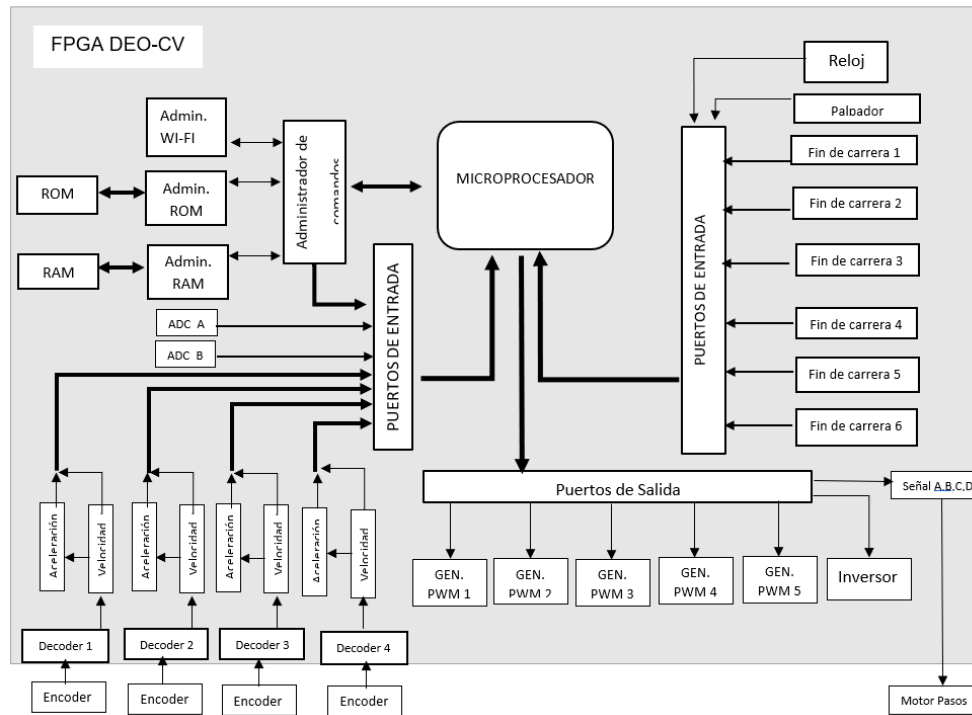 FPGA DEO-CV
Reloj
Palpador
Admin.
WI-FI
Administrador de
comandos
MICROPROCESADOR
Fin de carrera 1
ROM
Admin.
ROM
Fin de carrera 2
RAM
Admin.
RAM
PUERTOS DE ENTRADA
PUERTOS DE ENTRADA
Fin de carrera 3
ADC A
ADC B
Fin de carrera 4
Fin de carrera 5
Fin de carrera 6
Puertos de Salida
Señal A,B,C,D
Aceleración
Velocidad
Aceleración
Velocidad
Aceleración
Velocidad
Aceleración
Velocidad
GEN.
PWM 1
GEN.
PWM 2
GEN.
PWM 3
GEN.
PWM 4
GEN.
PWM 5
Inversor
Decoder 1
Decoder 2
Decoder 3
Decoder 4
Encoder
Encoder
Encoder
Encoder
Motor Pasos